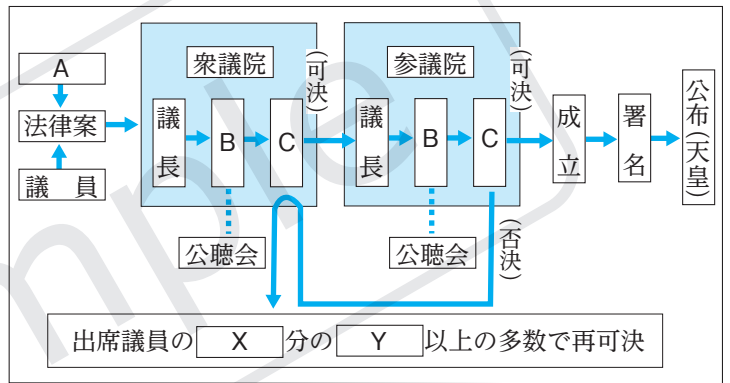 A
法律案
議員
衆議院
議長
B
C
(可決)
公聴会
参議院
議長
B
C
(可決)
公聴会
(否決)
成立
署名
公布(天皇)
出席議員の X 分の Y 以上の多数で再可決
mple